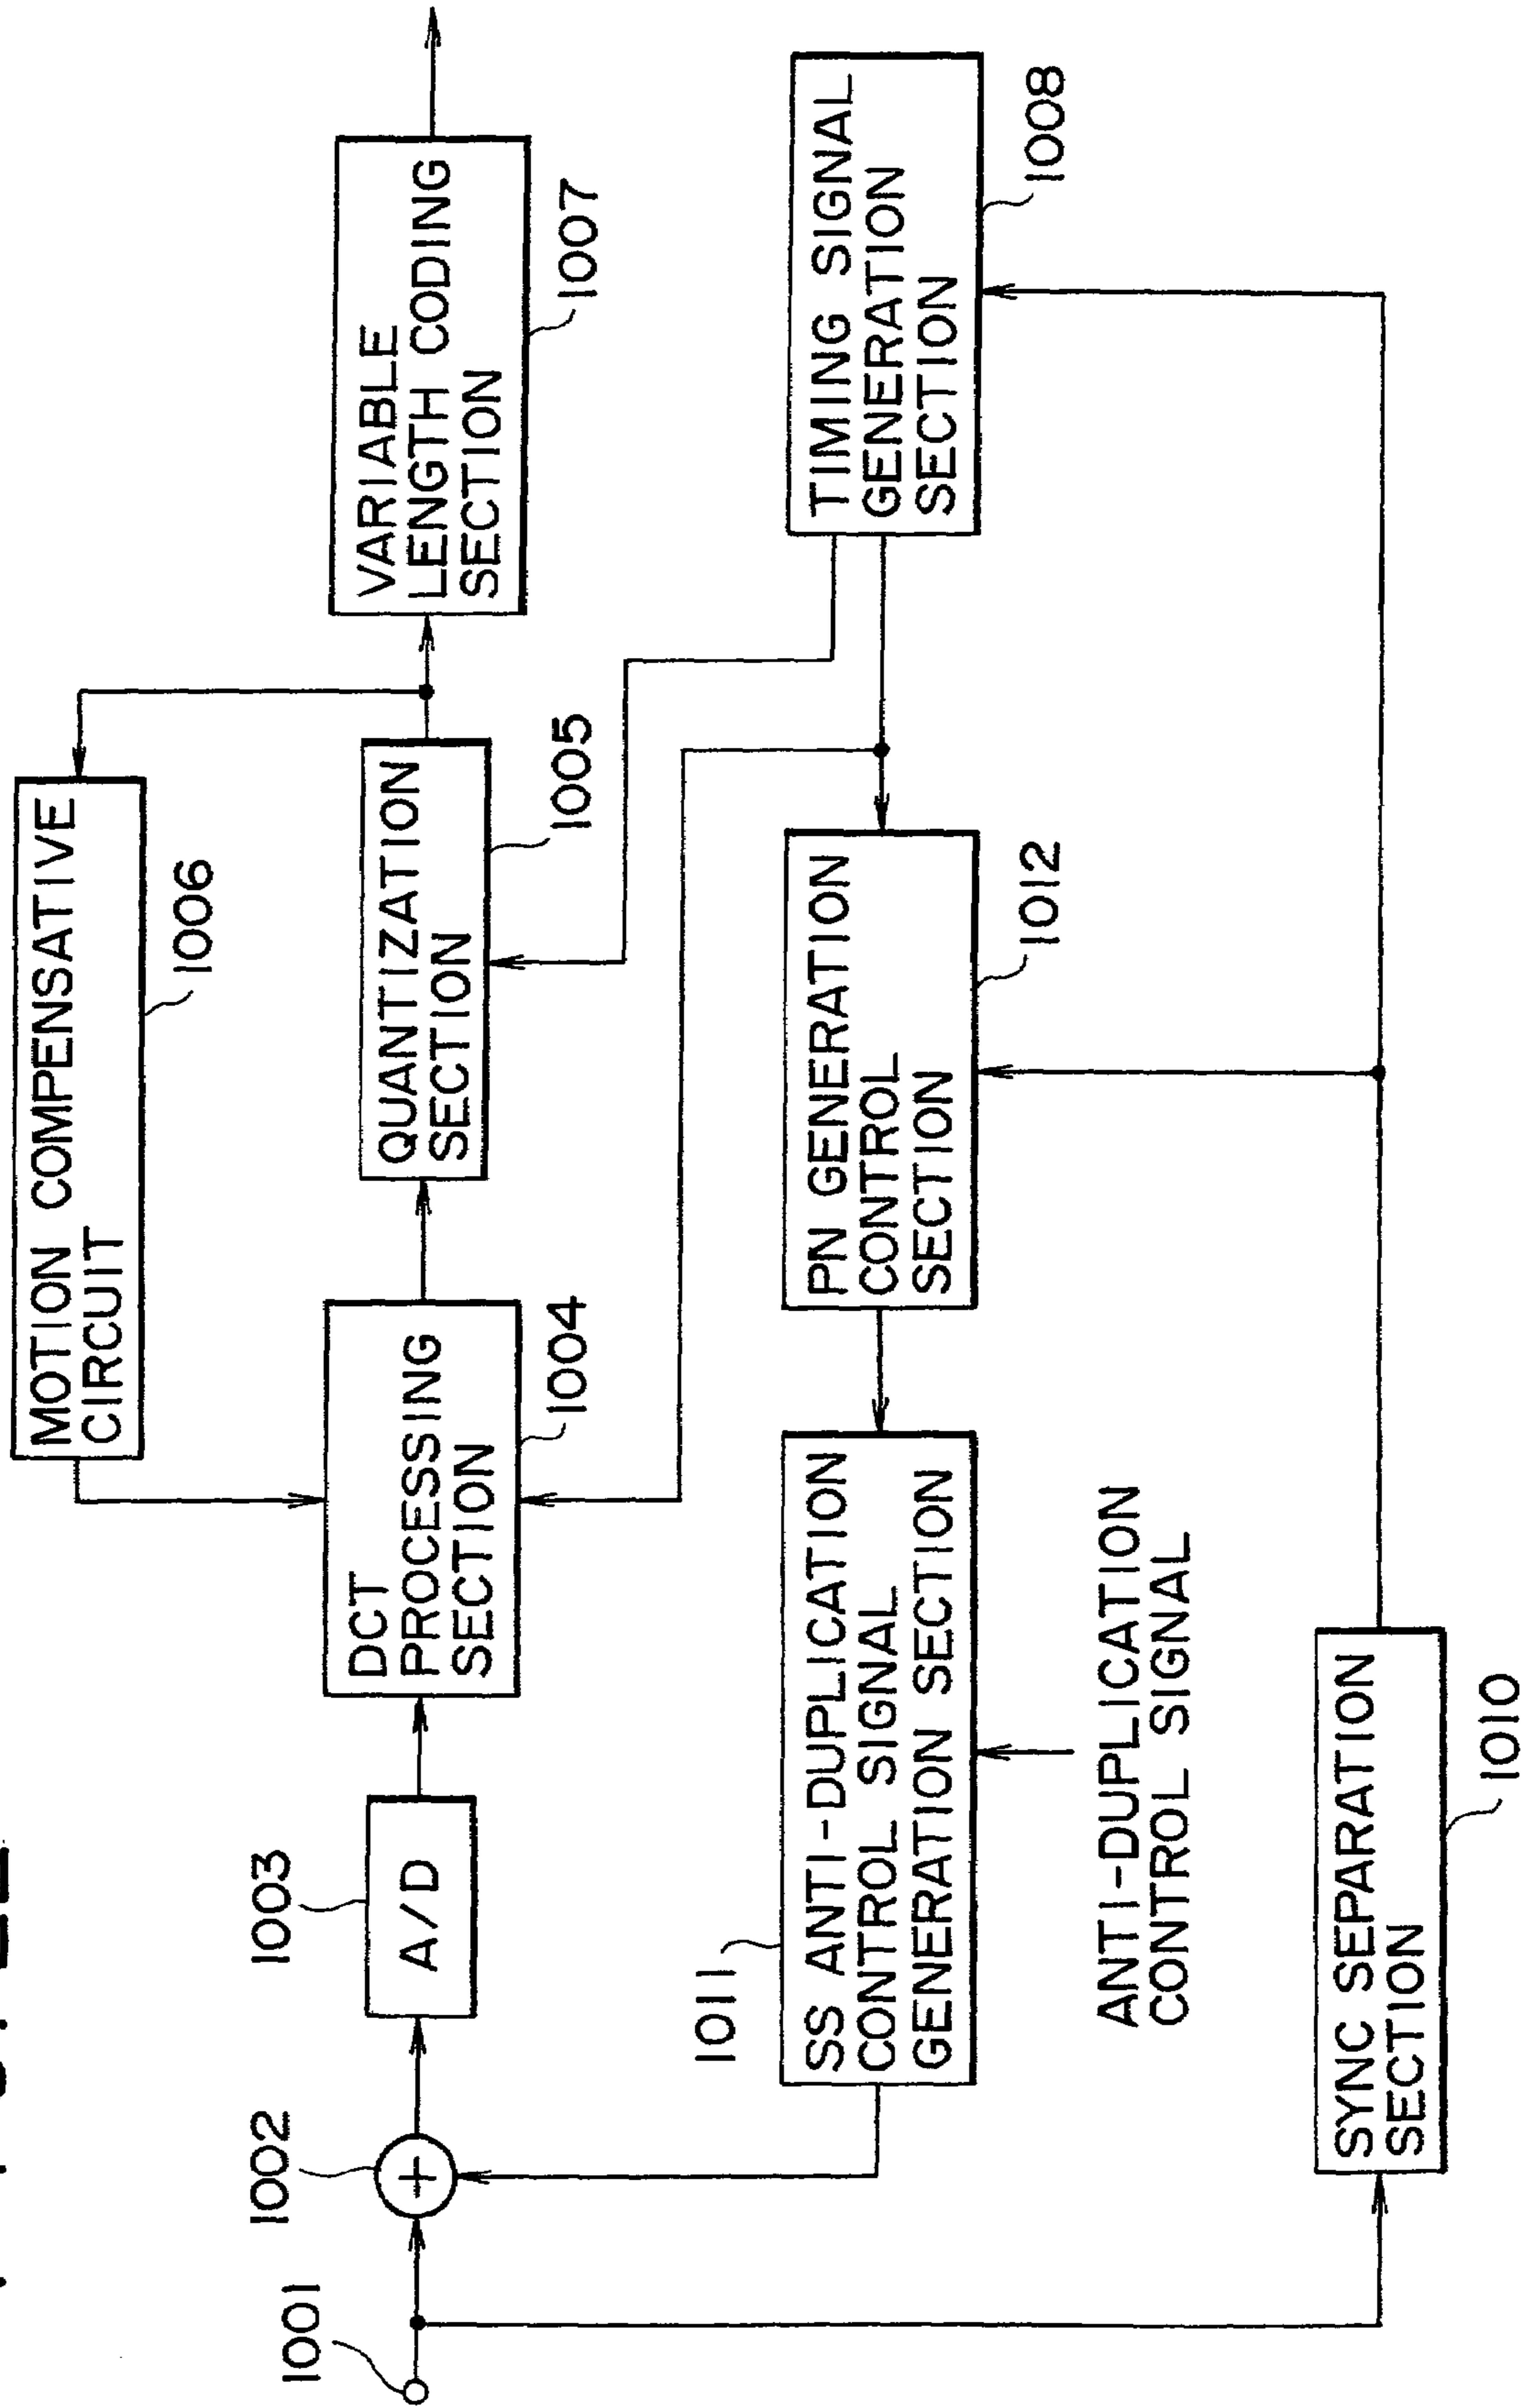 MOTION COMPENSATIVE
CIRCUIT
1006
1001
1002
1003
A/D
DCT
PROCESSING
SECTION
1004
QUANTIZATION
SECTION
1005
VARIABLE
LENGTH CODING
SECTION
1007
1011
SS ANTI-DUPLICATION
CONTROL SIGNAL
GENERATION SECTION
PN GENERATION
CONTROL
SECTION
1012
TIMING SIGNAL
GENERATION
SECTION
1008
ANTI-DUPLICATION
CONTROL SIGNAL
SYNC SEPARATION
SECTION
1010